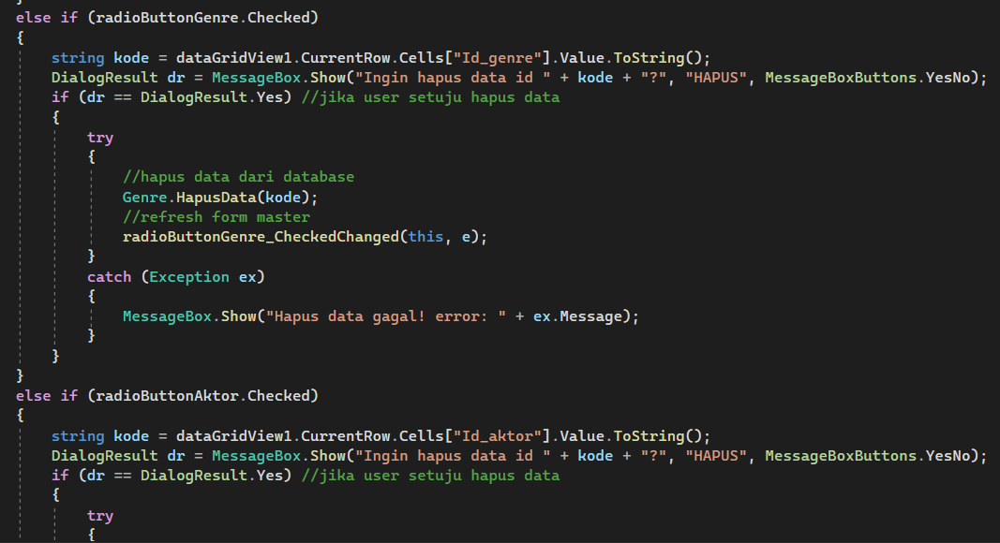 }
else if (radioButtonGenre.Checked)
{
string kode = dataGridView1.CurrentRow.Cells["Id_genre"].Value.ToString();
DialogResult dr = MessageBox.Show("Ingin hapus data id " + kode + "?", "HAPUS", MessageBoxButtons.YesNo);
if (dr == DialogResult.Yes) //jika user setuju hapus data
{
try
{
//hapus data dari database
Genre.HapusData(kode);
//refresh form master
radioButtonGenre_CheckedChanged(this, e);
}
catch (Exception ex)
{
MessageBox.Show("Hapus data gagal! error: " + ex.Message);
}
}
}
else if (radioButtonAktor.Checked)
{
string kode = dataGridView1.CurrentRow.Cells["Id_aktor"].Value.ToString();
DialogResult dr = MessageBox.Show("Ingin hapus data id " + kode + "?", "HAPUS", MessageBoxButtons.YesNo);
if (dr == DialogResult.Yes) //jika user setuju hapus data
{
try
{